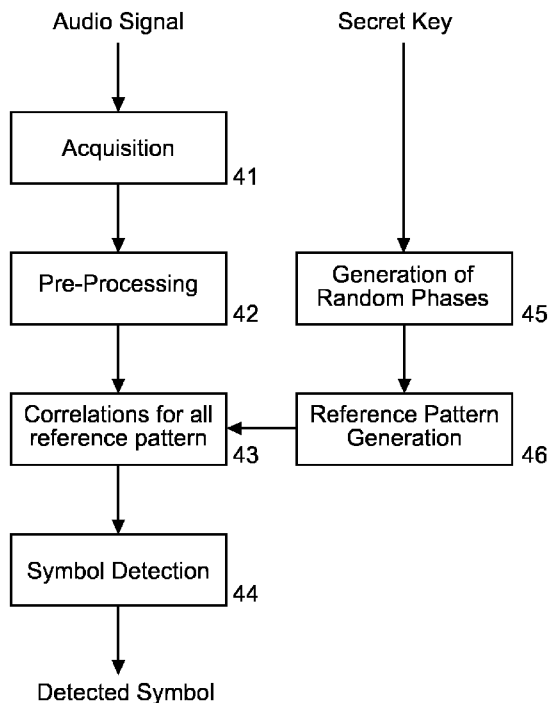 Audio Signal
Secret Key
Acquisition
41
Pre-Processing
42
Generation of
Random Phases
45
Correlations for all
reference pattern
43
Reference Pattern
Generation
46
Symbol Detection
44
Detected Symbol